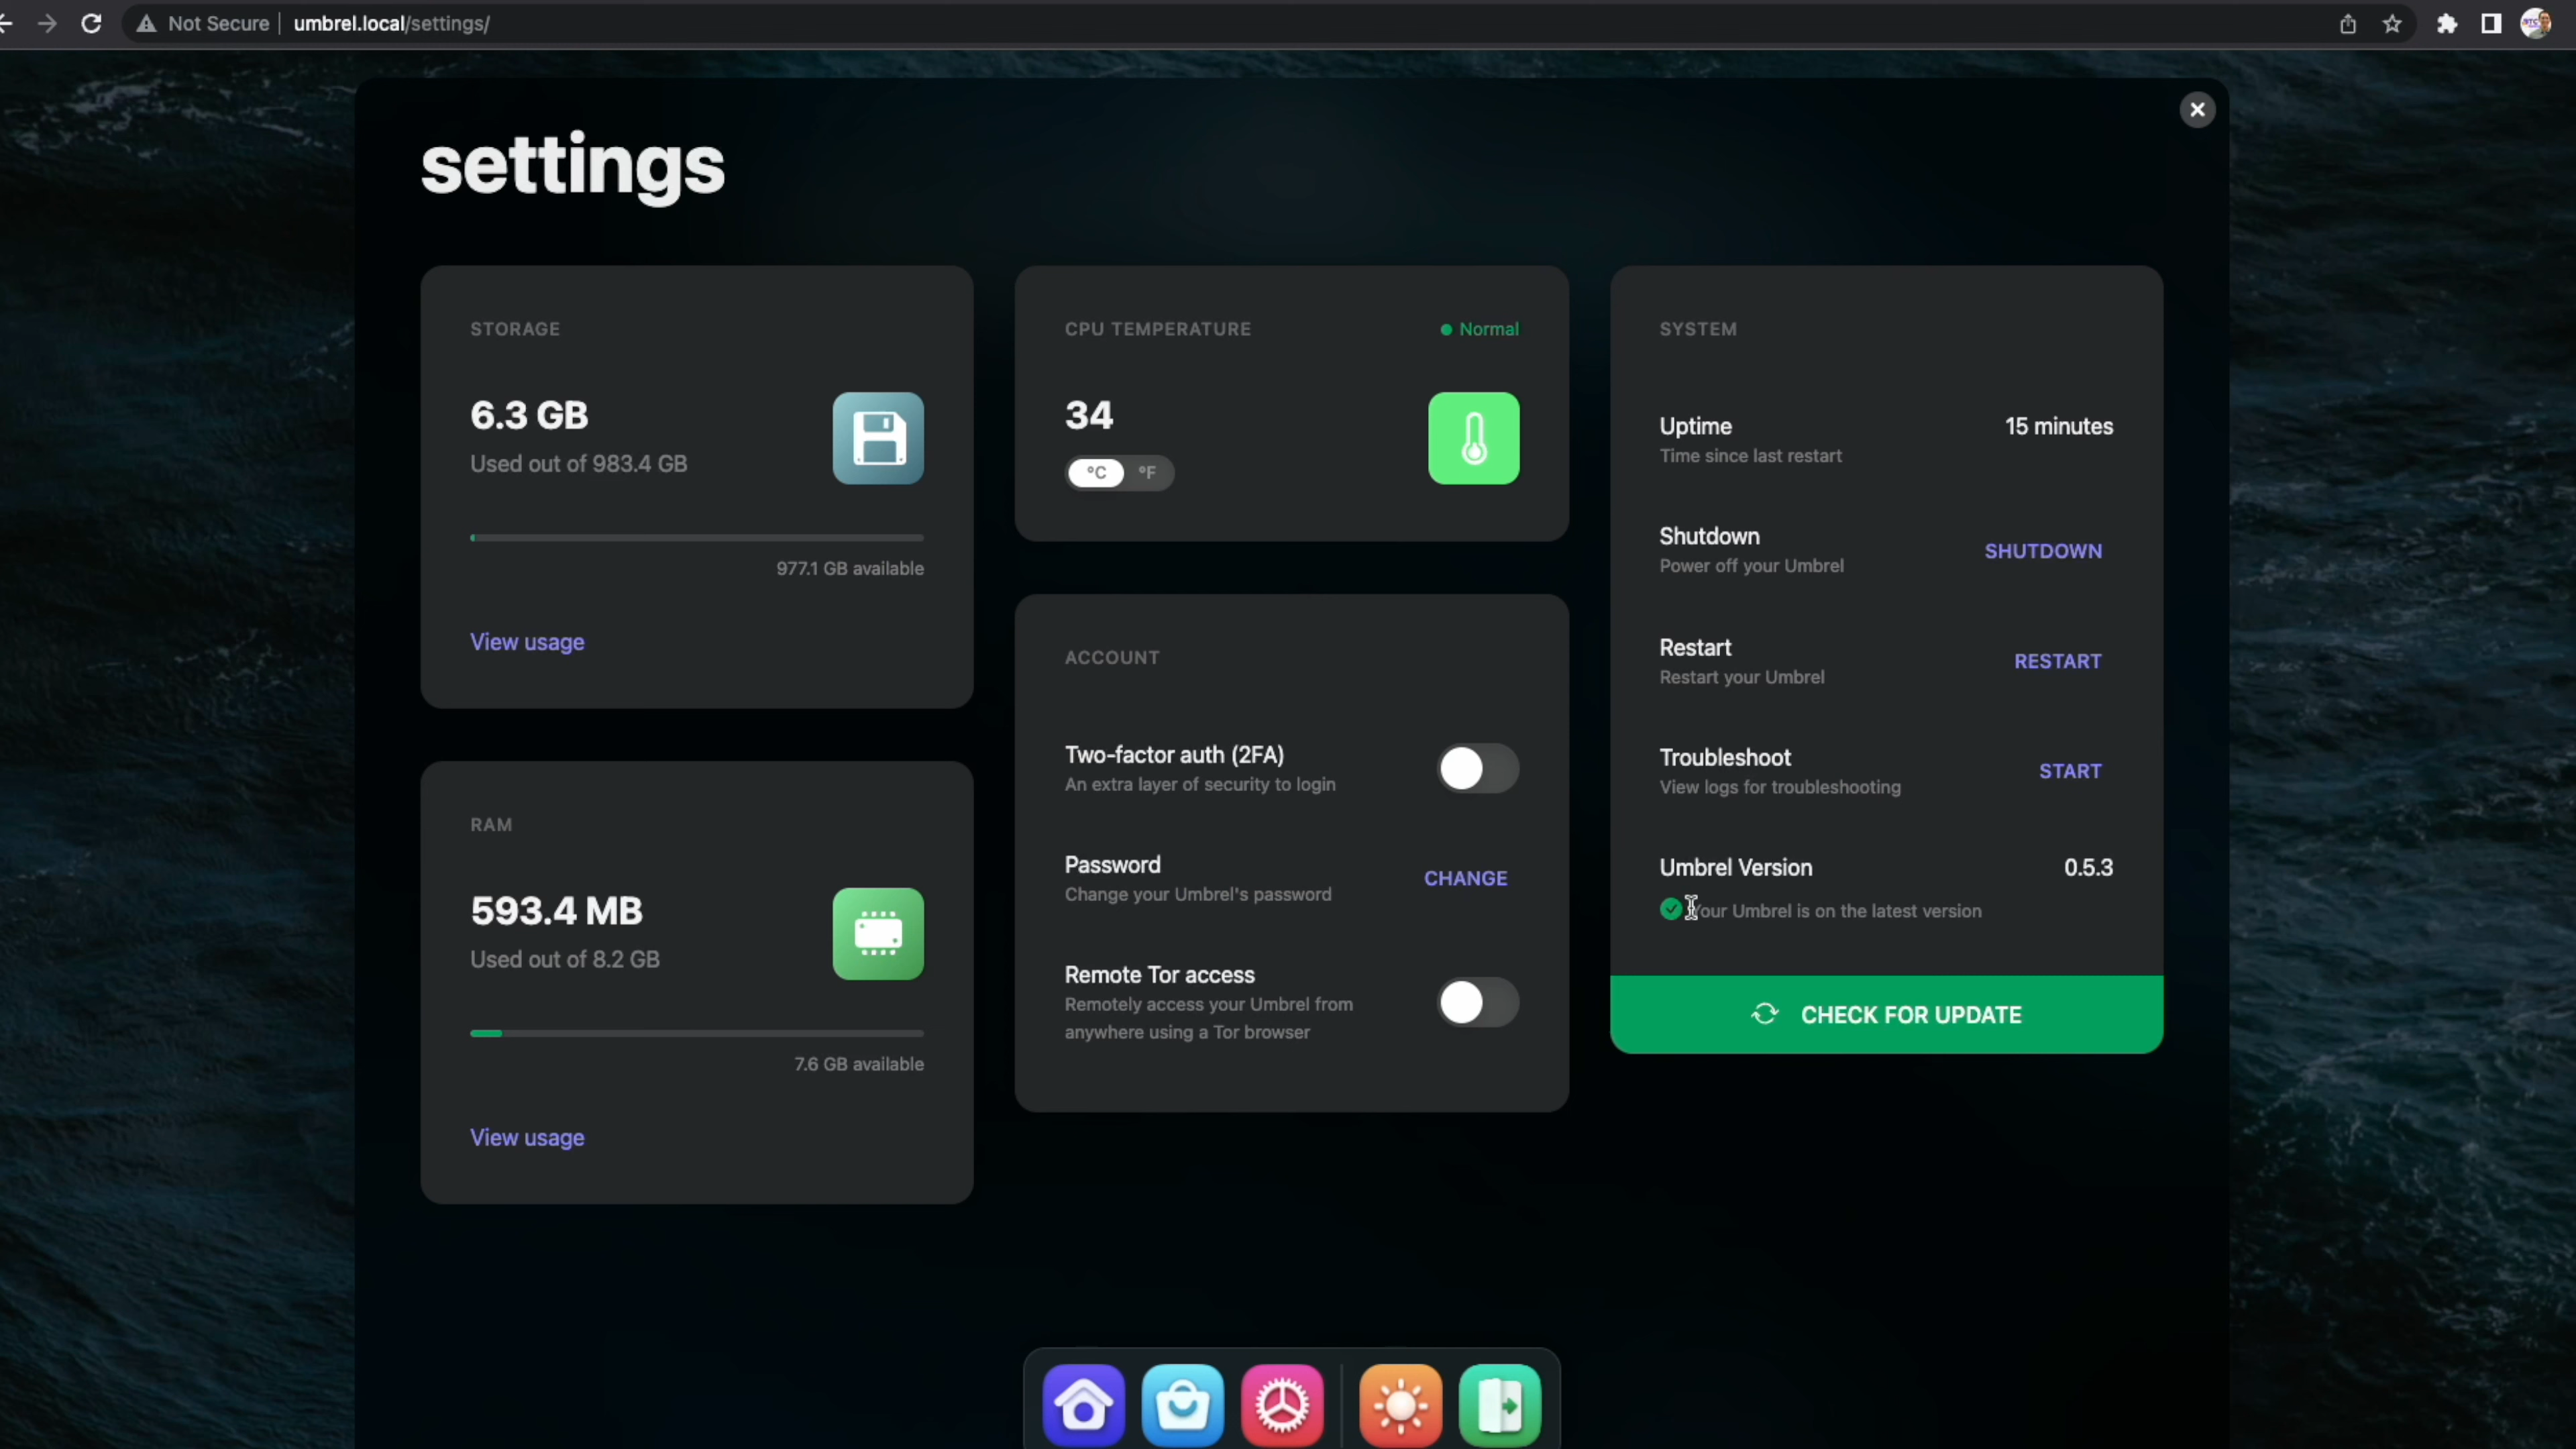 Not Secure | umbrel.local/settings/
settings
STORAGE
6.3 GB
Used out of 983.4 GB
977.1 GB available
View usage
RAM
593.4 MB
Used out of 8.2 GB
7.6 GB available
View usage
CPU TEMPERATURE
Normal
34
°C °F
ACCOUNT
Two-factor auth (2FA)
An extra layer of security to login
Password
Change your Umbrel's password
CHANGE
Remote Tor access
Remotely access your Umbrel from
anywhere using a Tor browser
SYSTEM
Uptime 15 minutes
Time since last restart
Shutdown
Power off your Umbrel
SHUTDOWN
Restart
Restart your Umbrel
RESTART
Troubleshoot
View logs for troubleshooting
START
Umbrel Version 0.5.3
Your Umbrel is on the latest version
CHECK FOR UPDATE